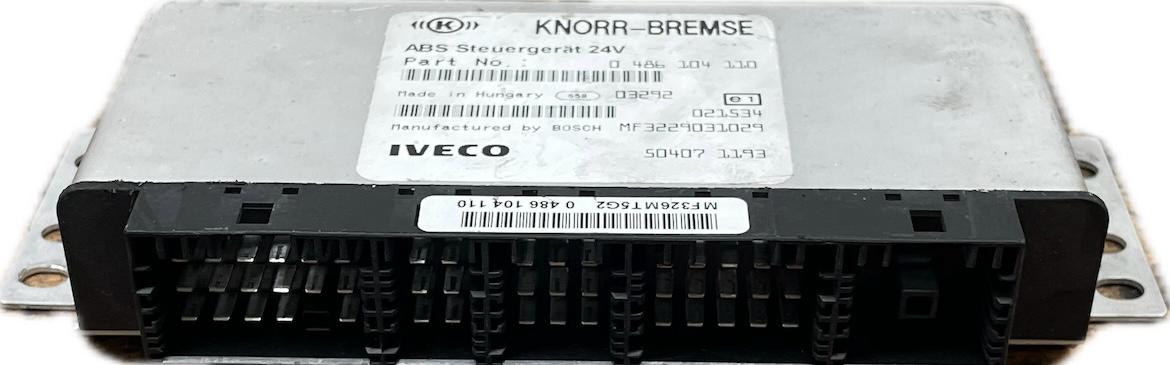 ((K)) KNORR-BREMSE
ABS Steuergerät 24V
Part No.: 0 486 104 110
Made in Hungary 03292 e1
021534
Manufactured by BOSCH MF3229031029
IVECO 50407 1193
MF326MT5G2 0 486 104 110